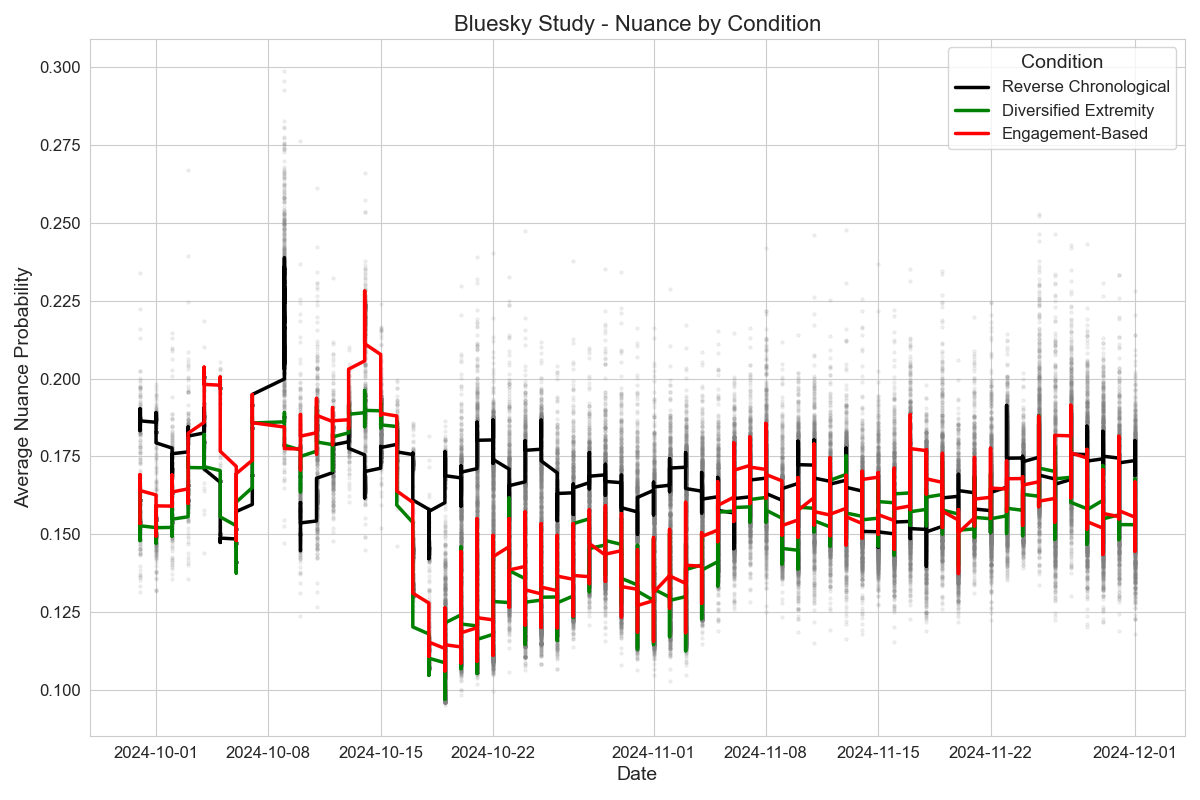 Bluesky Study - Nuance by Condition
Average Nuance Probability
0.300
0.275
0.250
0.225
0.200
0.175
0.150
0.125
0.100
Condition
Reverse Chronological
Diversified Extremity
Engagement-Based
2024-10-01 2024-10-08 2024-10-15 2024-10-22 2024-11-01 2024-11-08 2024-11-15 2024-11-22 2024-12-01
Date